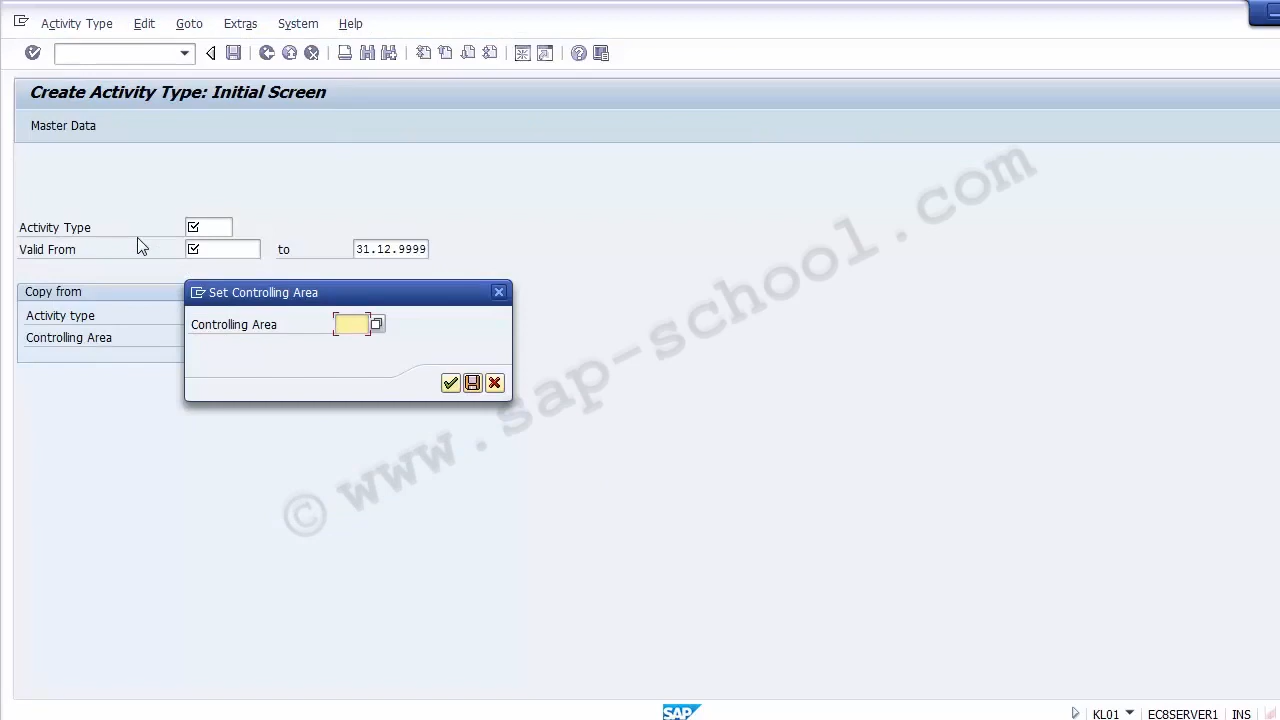 Activity Type Edit Goto Extras System Help
Create Activity Type: Initial Screen
Master Data
Activity Type
Valid From to 31.12.9999
Copy from
Activity type
Controlling Area
Set Controlling Area
Controlling Area
© www.sap-school.com
SAP KL01 EC8SERVER1 INS